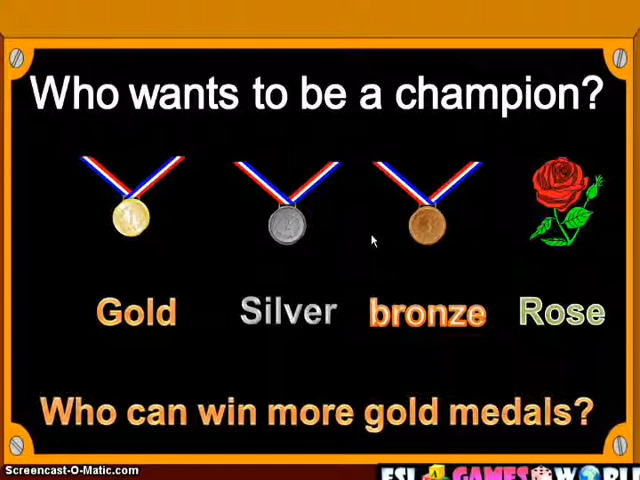 Who wants to be a champion?
Gold Silver bronze Rose
Who can win more gold medals?
Screencast-O-Matic.com
ESL GAMES WORL